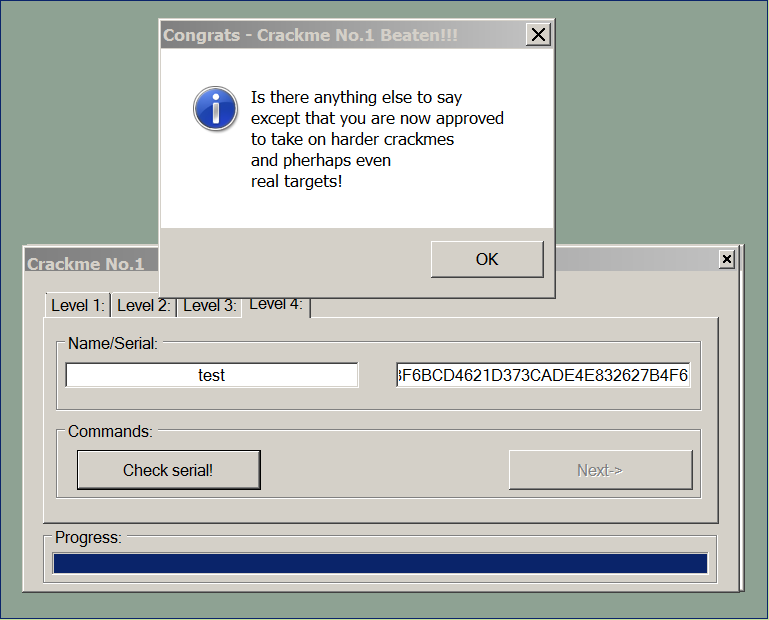 Congrats - Crackme No.1 Beaten!!!
Is there anything else to say
except that you are now approved
to take on harder crackmes
and pherhaps even
real targets!
OK
Crackme No.1
Level 1:
Level 2:
Level 3:
Level 4:
Name/Serial:
test
F6BCD4621D373CADE4E832627B4F6
Commands:
Check serial!
Next->
Progress: